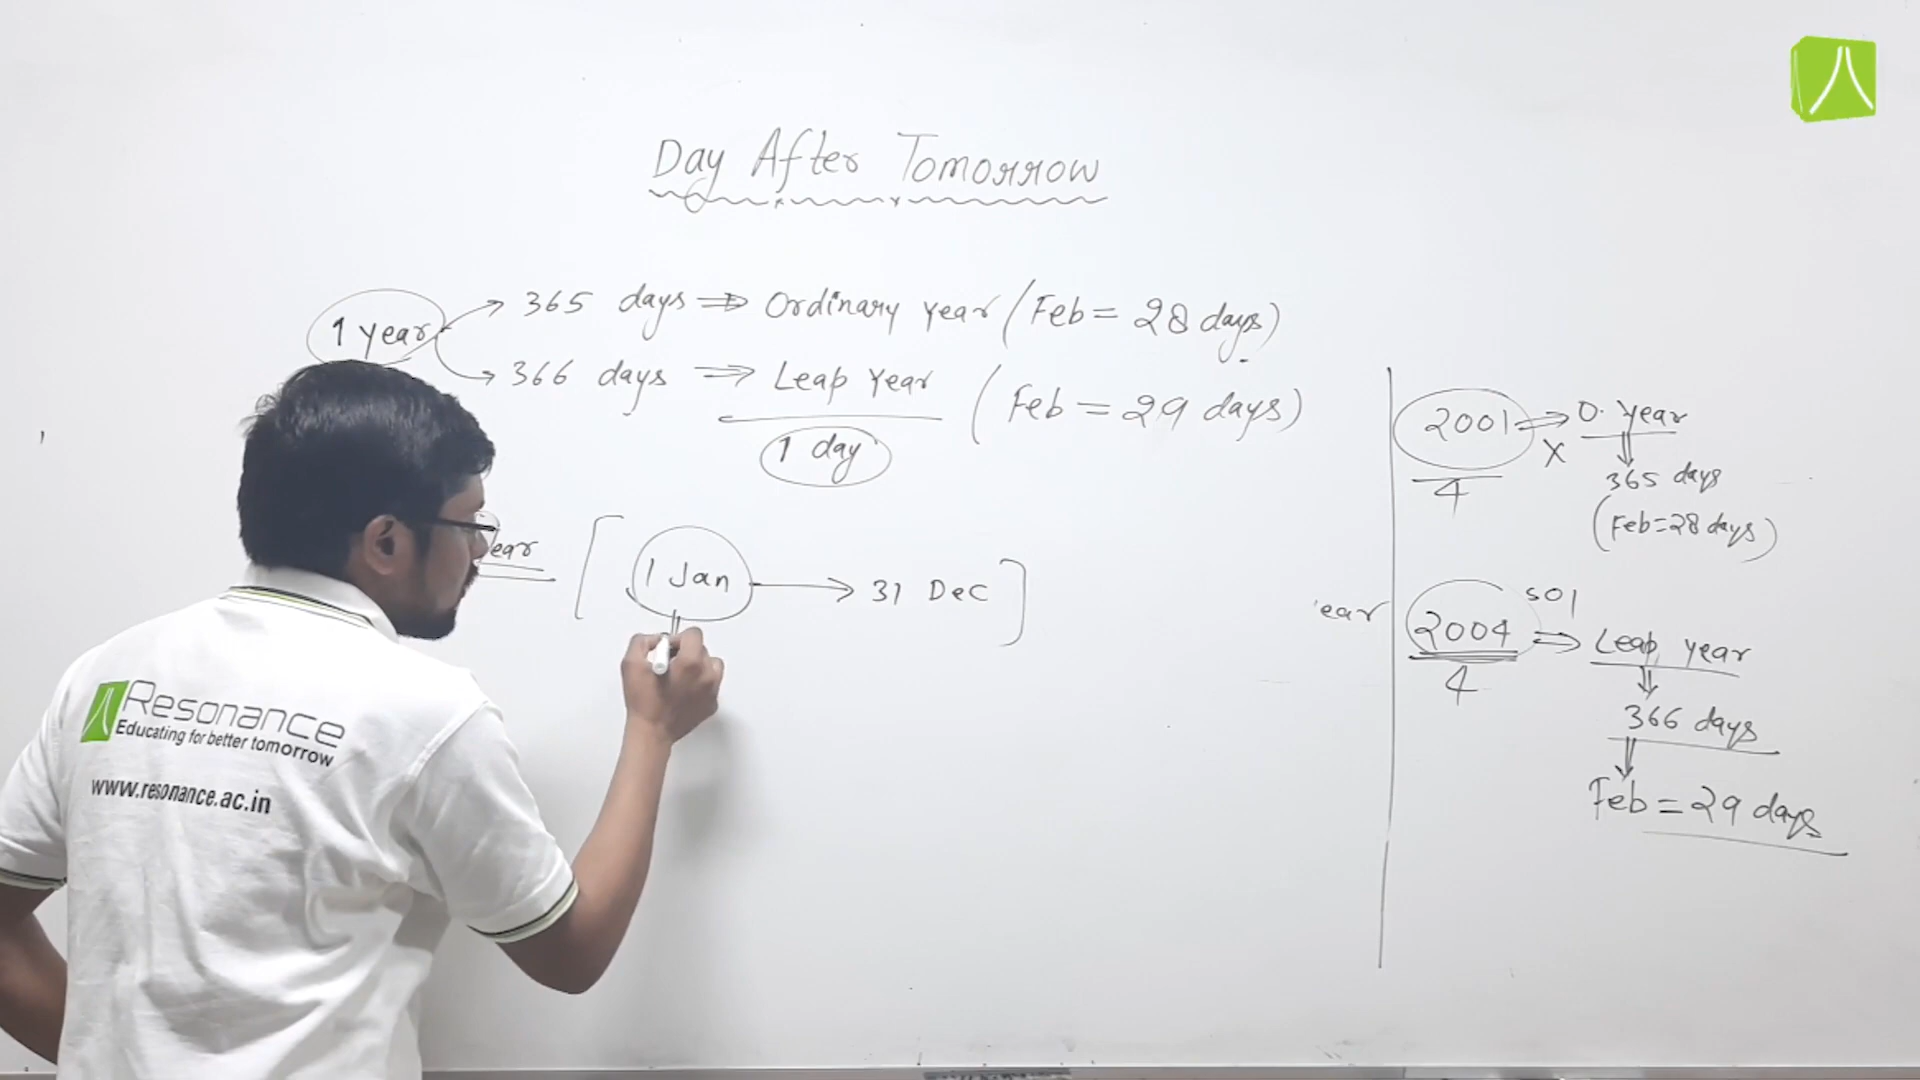 Day After Tomorrow
1 year
365 days ⇒ Ordinary year (Feb = 28 days)
366 days ⇒ Leap Year (Feb = 29 days)
1 day
ear [1 Jan → 31 Dec]
2001 ⇒ O. Year
4 X
365 days
(Feb=28 days)
ear
2004 ⇒ Leap year
501
4
366 days
Feb = 29 days
Resonance
Educating for better tomorrow
www.resonance.ac.in